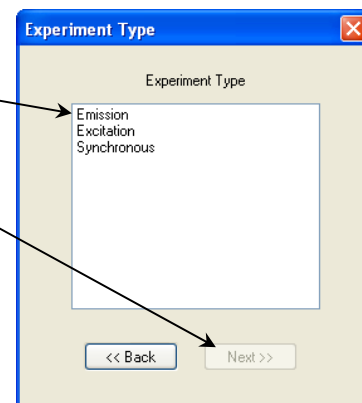 Experiment Type
Experiment Type
Emission
Excitation
Synchronous
<< Back
Next >>